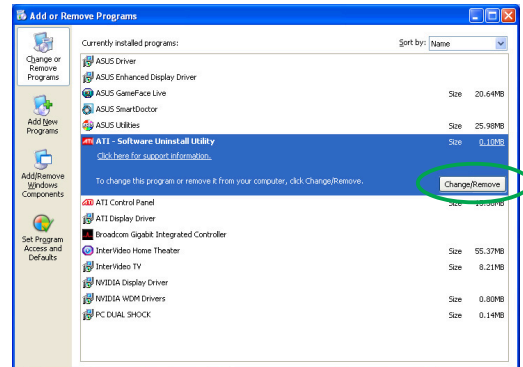 Add or Remove Programs
Change or
Remove
Programs
Add New
Programs
Add/Remove
Windows
Components
Set Program
Access and
Defaults
Currently installed programs:
Sort by: Name
ASUS Driver
ASUS Enhanced Display Driver
ASUS GameFace Live Size 20.64MB
ASUS SmartDoctor
ASUS Utilities Size 25.98MB
ATI - Software Uninstall Utility Size 0.10MB
Click here for support information.
To change this program or remove it from your computer, click Change/Remove. Change/Remove
ATI Control Panel Size
ATI Display Driver
Broadcom Gigabit Integrated Controller
InterVideo Home Theater Size 55.37MB
InterVideo TV Size 8.21MB
NVIDIA Display Driver
NVIDIA WDM Drivers Size 0.80MB
PC DUAL SHOCK Size 0.14MB